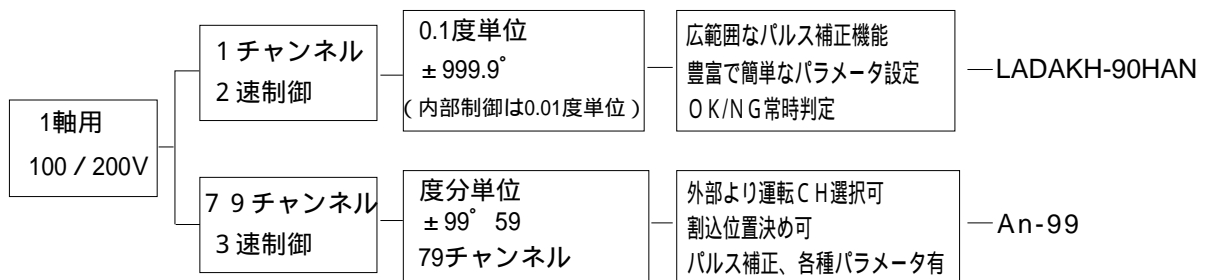 1軸用
100／200V
1チャンネル
2速制御
0.1度単位
±999.9°
（内部制御は0.01度単位）
広範囲なパルス補正機能
豊富で簡単なパラメータ設定
ＯＫ/ＮＧ常時判定
LADAKH-90HAN
７９チャンネル
3速制御
度分単位
±99° 59
79チャンネル
外部より運転ＣＨ選択可
割込位置決め可
パルス補正、各種パラメータ有
An-99